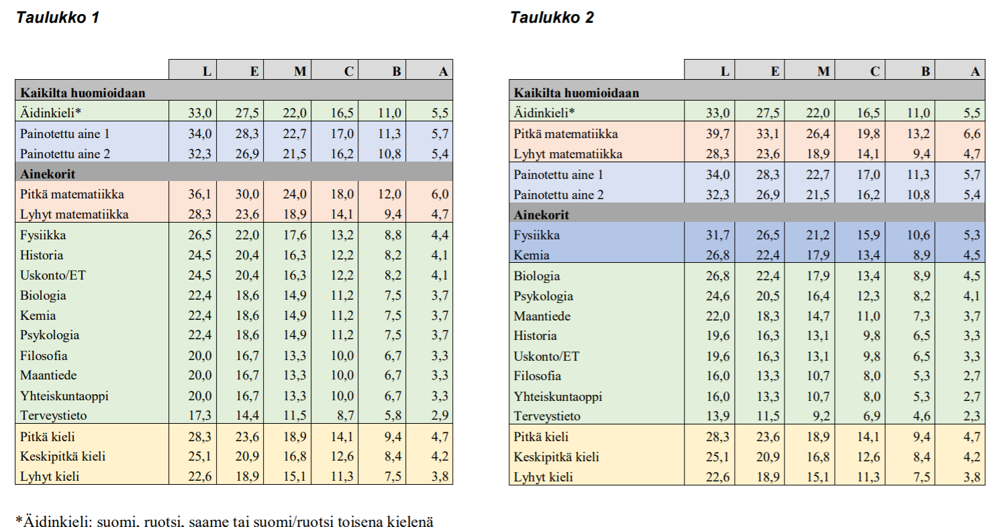 Taulukko 1
L E M C B A
Kaikilta huomioidaan
Äidinkieli* 33,0 27,5 22,0 16,5 11,0 5,5
Painotettu aine 1 34,0 28,3 22,7 17,0 11,3 5,7
Painotettu aine 2 32,3 26,9 21,5 16,2 10,8 5,4
Ainekorit
Pitkä matematiikka 36,1 30,0 24,0 18,0 12,0 6,0
Lyhyt matematiikka 28,3 23,6 18,9 14,1 9,4 4,7
Fysiikka 26,5 22,0 17,6 13,2 8,8 4,4
Historia 24,5 20,4 16,3 12,2 8,2 4,1
Uskonto/ET 24,5 20,4 16,3 12,2 8,2 4,1
Biologia 22,4 18,6 14,9 11,2 7,5 3,7
Kemia 22,4 18,6 14,9 11,2 7,5 3,7
Psykologia 22,4 18,6 14,9 11,2 7,5 3,7
Filosofia 20,0 16,7 13,3 10,0 6,7 3,3
Maantiede 20,0 16,7 13,3 10,0 6,7 3,3
Yhteiskuntaoppi 20,0 16,7 13,3 10,0 6,7 3,3
Terveystieto 17,3 14,4 11,5 8,7 5,8 2,9
Pitkä kieli 28,3 23,6 18,9 14,1 9,4 4,7
Keskipitkä kieli 25,1 20,9 16,8 12,6 8,4 4,2
Lyhyt kieli 22,6 18,9 15,1 11,3 7,5 3,8
*Äidinkieli: suomi, ruotsi, saame tai suomi/ruotsi toisena kielenä
Taulukko 2
L E M C B A
Kaikilta huomioidaan
Äidinkieli* 33,0 27,5 22,0 16,5 11,0 5,5
Pitkä matematiikka 39,7 33,1 26,4 19,8 13,2 6,6
Lyhyt matematiikka 28,3 23,6 18,9 14,1 9,4 4,7
Painotettu aine 1 34,0 28,3 22,7 17,0 11,3 5,7
Painotettu aine 2 32,3 26,9 21,5 16,2 10,8 5,4
Ainekorit
Fysiikka 31,7 26,5 21,2 15,9 10,6 5,3
Kemia 26,8 22,4 17,9 13,4 8,9 4,5
Biologia 26,8 22,4 17,9 13,4 8,9 4,5
Psykologia 24,6 20,5 16,4 12,3 8,2 4,1
Maantiede 22,0 18,3 14,7 11,0 7,3 3,7
Historia 19,6 16,3 13,1 9,8 6,5 3,3
Uskonto/ET 19,6 16,3 13,1 9,8 6,5 3,3
Filosofia 16,0 13,3 10,7 8,0 5,3 2,7
Yhteiskuntaoppi 16,0 13,3 10,7 8,0 5,3 2,7
Terveystieto 13,9 11,5 9,2 6,9 4,6 2,3
Pitkä kieli 28,3 23,6 18,9 14,1 9,4 4,7
Keskipitkä kieli 25,1 20,9 16,8 12,6 8,4 4,2
Lyhyt kieli 22,6 18,9 15,1 11,3 7,5 3,8